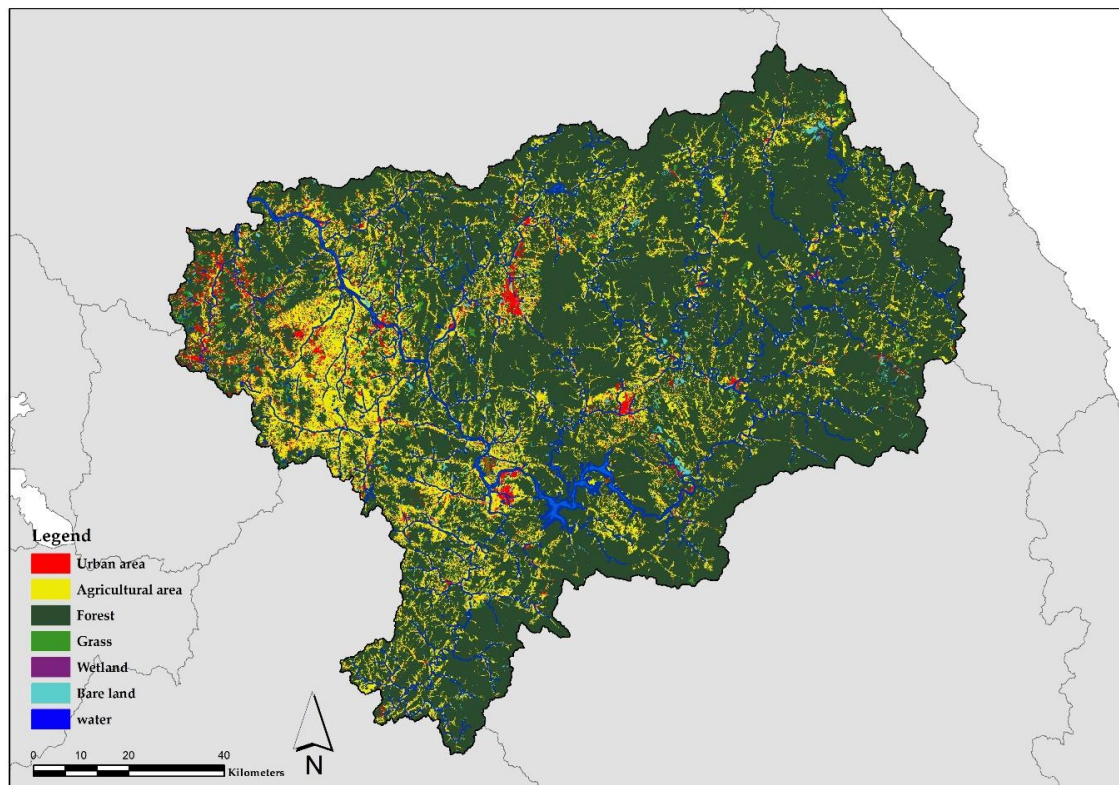 Legend
Urban area
Agricultural area
Forest
Grass
Wetland
Bare land
water
0 10 20 40
Kilometers
N